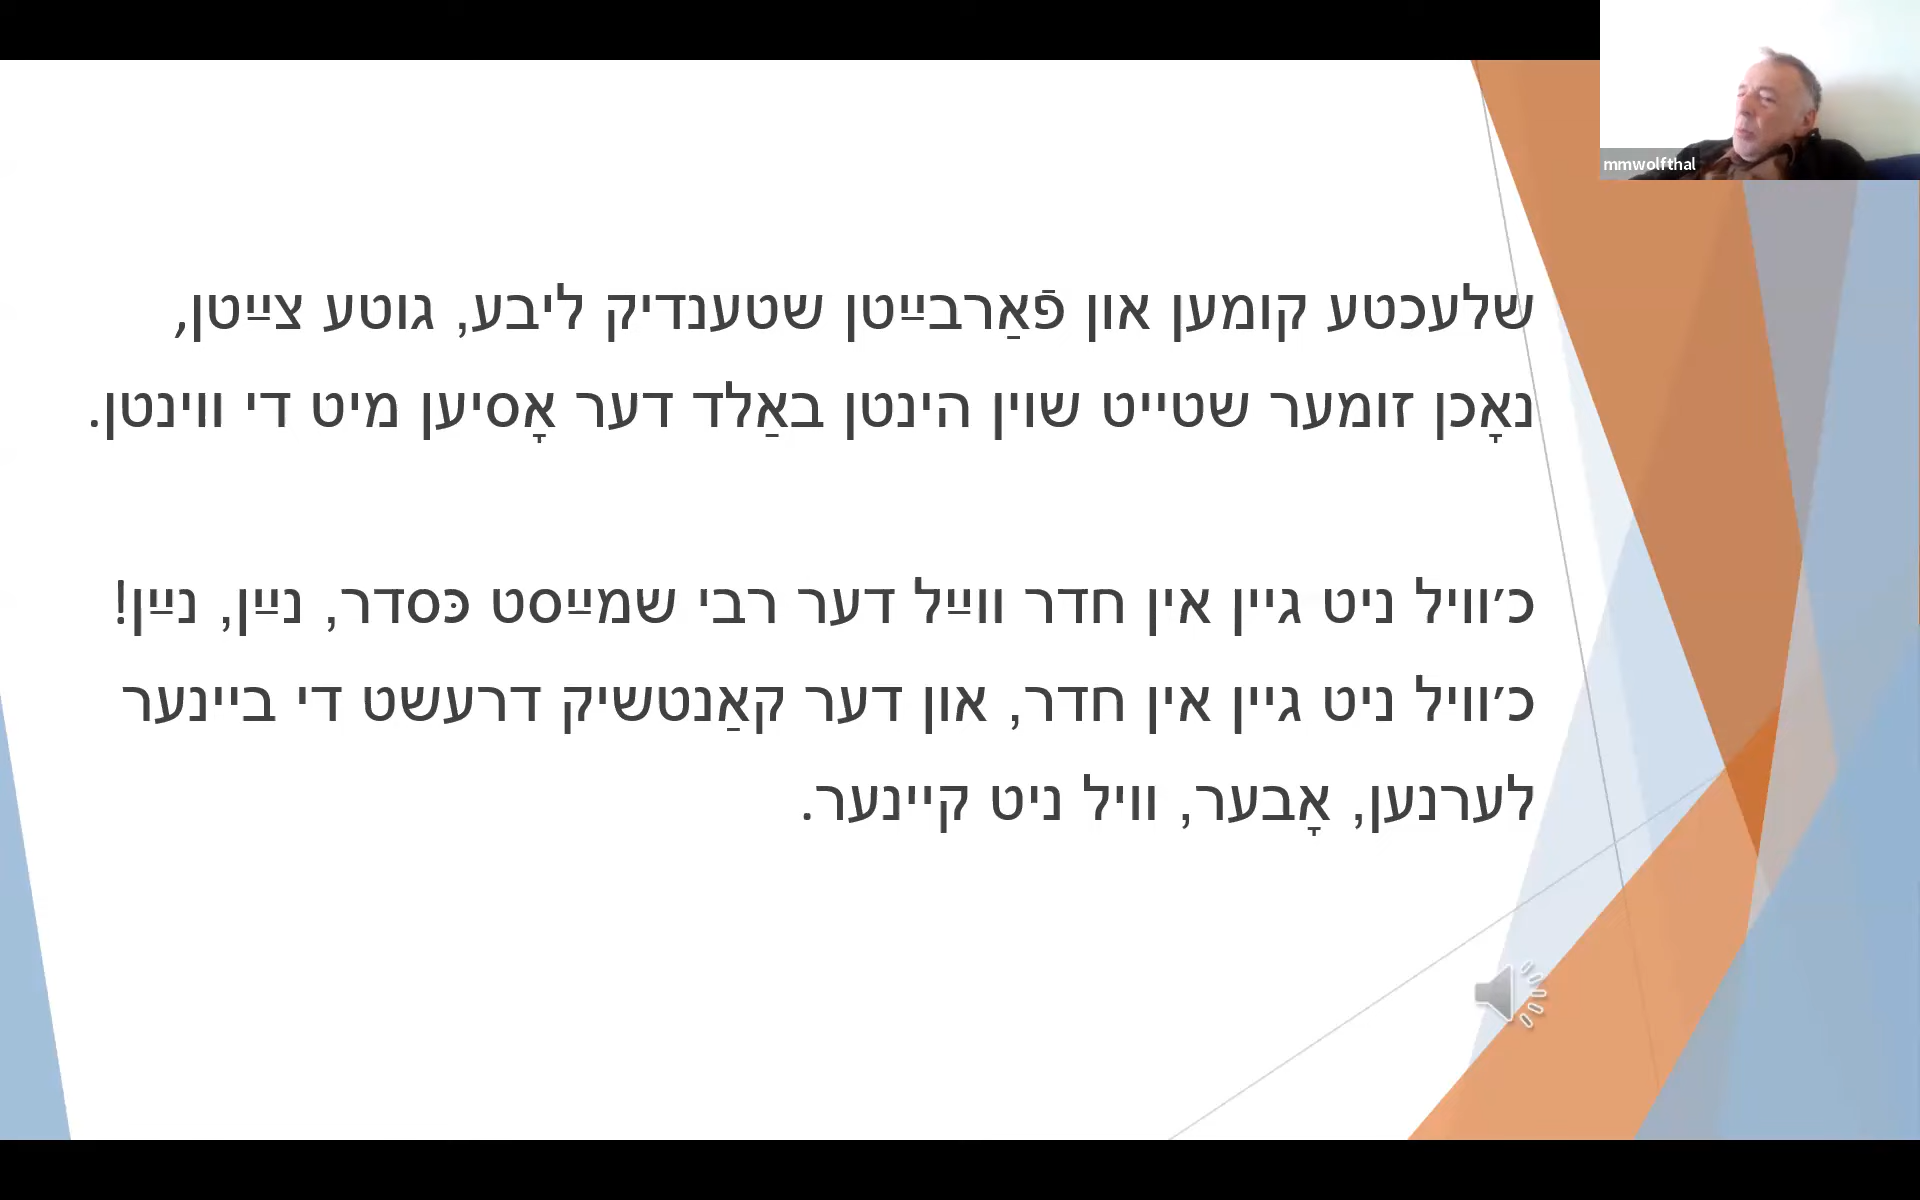 mmwolfthal
שלעכטע קומען און פֿאַרבײַטן שטענדיק ליבע, גוטע צײַטן,
נאָכן זומער שטייט שוין הינטן באַלד דער אָסיען מיט די ווינטן.
כ׳וויל ניט גיין אין חדר ווײַל דער רבי שמײַסט כּסדר, נײַן, נײַן!
כ׳וויל ניט גיין אין חדר, און דער קאַנטשיק דרעשט די ביינער
לערנען, אָבער, וויל ניט קיינער.